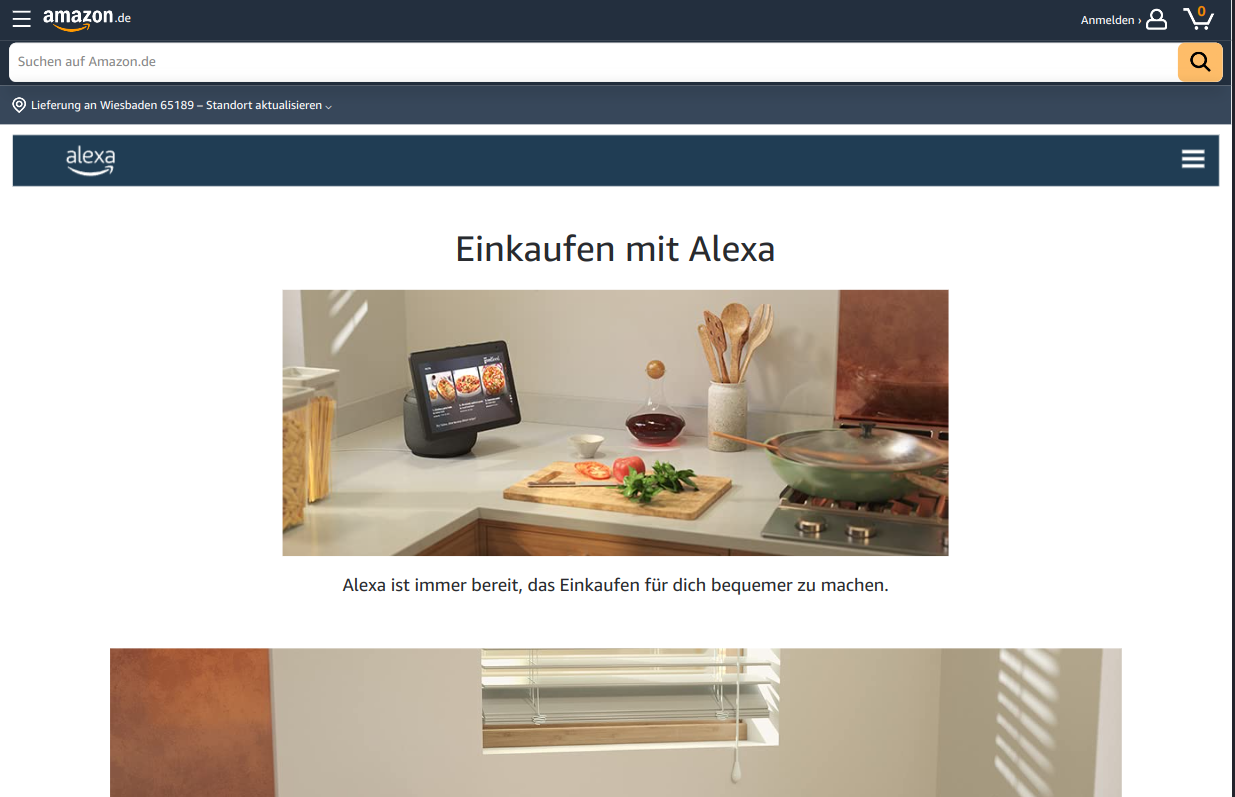 amazon.de
Anmelden ›
0
Suchen auf Amazon.de
Lieferung an Wiesbaden 65189 – Standort aktualisieren
alexa
Einkaufen mit Alexa
Alexa ist immer bereit, das Einkaufen für dich bequemer zu machen.